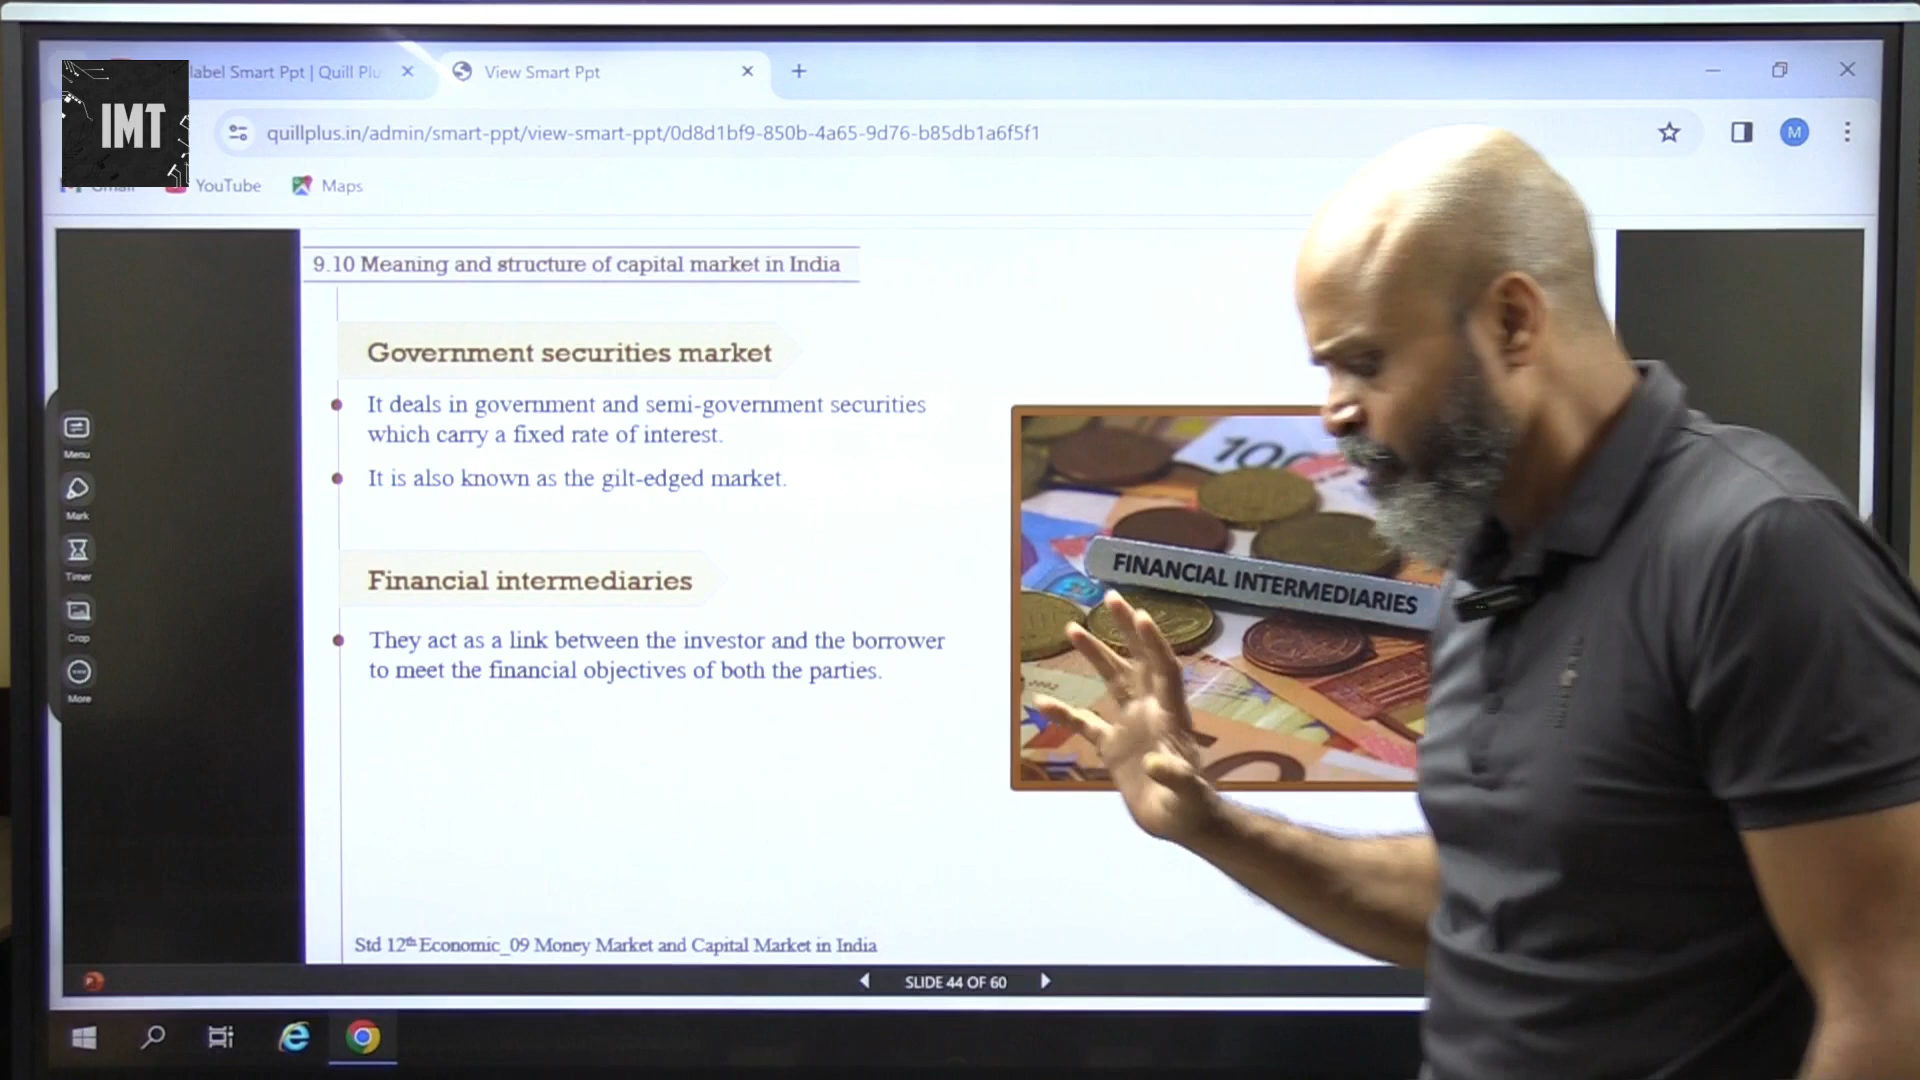 label Smart Ppt | Quill Plu
View Smart Ppt
IMT
quillplus.in/admin/smart-ppt/view-smart-ppt/0d8d1bf9-850b-4a65-9d76-b85db1a6f5f1
M
Gmail
YouTube
Maps
9.10 Meaning and structure of capital market in India
Government securities market
It deals in government and semi-government securities
which carry a fixed rate of interest.
It is also known as the gilt-edged market.
Financial intermediaries
They act as a link between the investor and the borrower
to meet the financial objectives of both the parties.
100
FINANCIAL INTERMEDIARIES
2002
Menu
Mark
Timer
Crop
More
Std 12th Economic_09 Money Market and Capital Market in India
SLIDE 44 OF 60